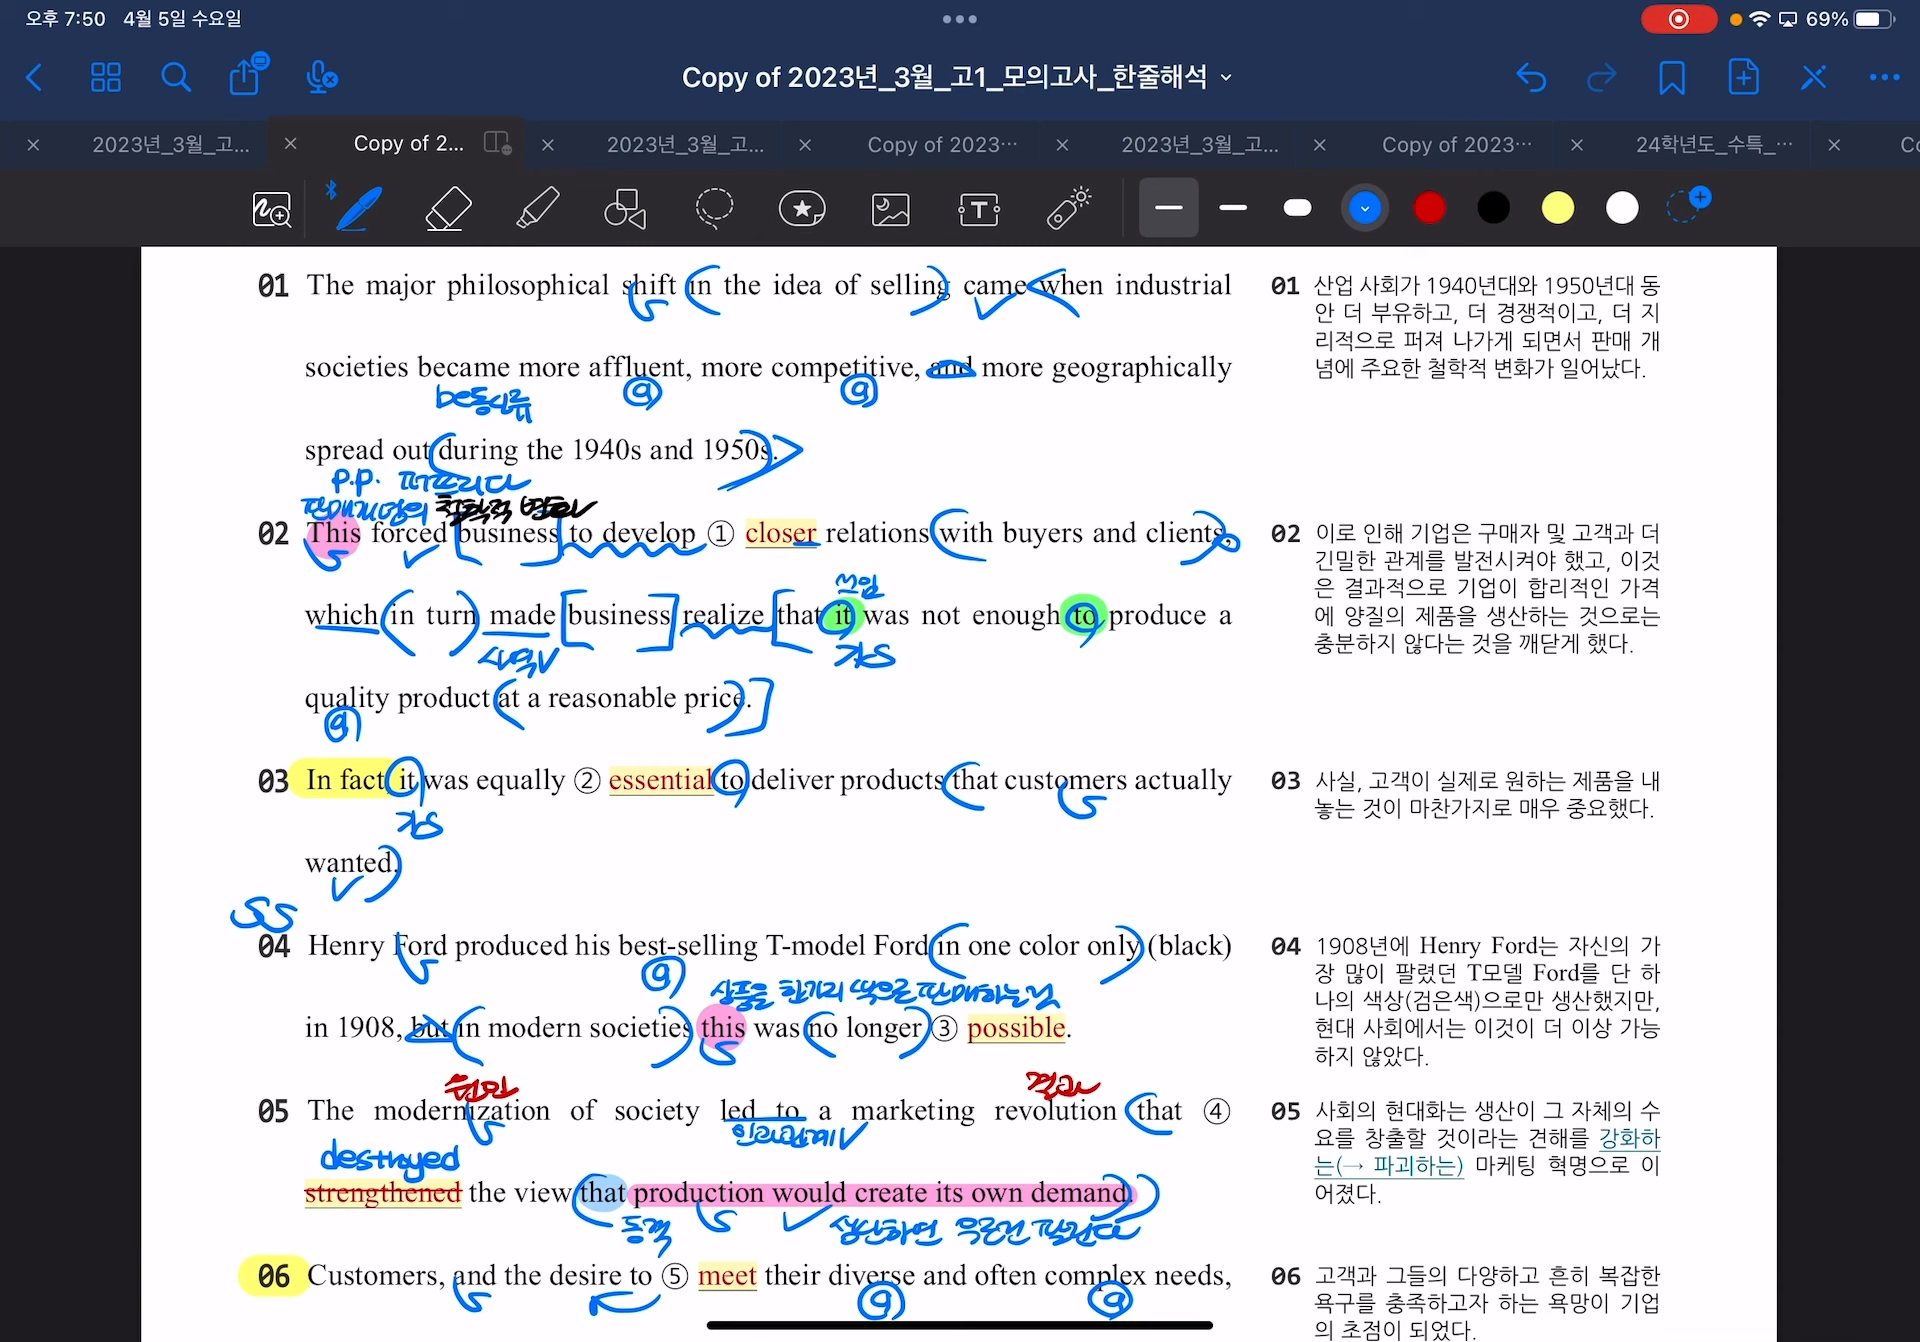 오후 7:50 4월 5일 수요일
69%
Copy of 2023년_3월_고1_모의고사_한줄해석
2023년_3월_고...
Copy of 2...
2023년_3월_고...
Copy of 2023...
2023년_3월_고...
Copy of 2023...
24학년도_수특_...
01 The major philosophical shift in the idea of selling came when industrial
societies became more affluent, more competitive, and more geographically
be동사류
ⓐ ⓐ
spread out during the 1940s and 1950s.
p.p. 퍼뜨리다
판매개념의 철학적 변화
02 This forced business to develop ① closer relations with buyers and clients,
쓰임
which in turn made business realize that it was not enough to produce a
사역V 가S
quality product at a reasonable price.
ⓐ
03 In fact, it was equally ② essential to deliver products that customers actually
가S S
wanted.
SS
04 Henry Ford produced his best-selling T-model Ford in one color only (black)
S ⓐ
상품을 한가지 색으로 판매하는 것
in 1908, but in modern societies this was no longer ③ possible.
S
원인 결과
05 The modernization of society led to a marketing revolution that ④
S 인과관계V
destroyed
strengthened the view that production would create its own demand.
동격 S 생산하면 무조건 팔린다
06 Customers, and the desire to ⑤ meet their diverse and often complex needs,
S ⓐ ⓐ
01 산업 사회가 1940년대와 1950년대 동
안 더 부유하고, 더 경쟁적이고, 더 지
리적으로 퍼져 나가게 되면서 판매 개
념에 주요한 철학적 변화가 일어났다.
02 이로 인해 기업은 구매자 및 고객과 더
긴밀한 관계를 발전시켜야 했고, 이것
은 결과적으로 기업이 합리적인 가격
에 양질의 제품을 생산하는 것으로는
충분하지 않다는 것을 깨닫게 했다.
03 사실, 고객이 실제로 원하는 제품을 내
놓는 것이 마찬가지로 매우 중요했다.
04 1908년에 Henry Ford는 자신의 가
장 많이 팔렸던 T모델 Ford를 단 하
나의 색상(검은색)으로만 생산했지만,
현대 사회에서는 이것이 더 이상 가능
하지 않았다.
05 사회의 현대화는 생산이 그 자체의 수
요를 창출할 것이라는 견해를 강화하
는(→ 파괴하는) 마케팅 혁명으로 이
어졌다.
06 고객과 그들의 다양하고 흔히 복잡한
욕구를 충족하고자 하는 욕망이 기업
의 초점이 되었다.